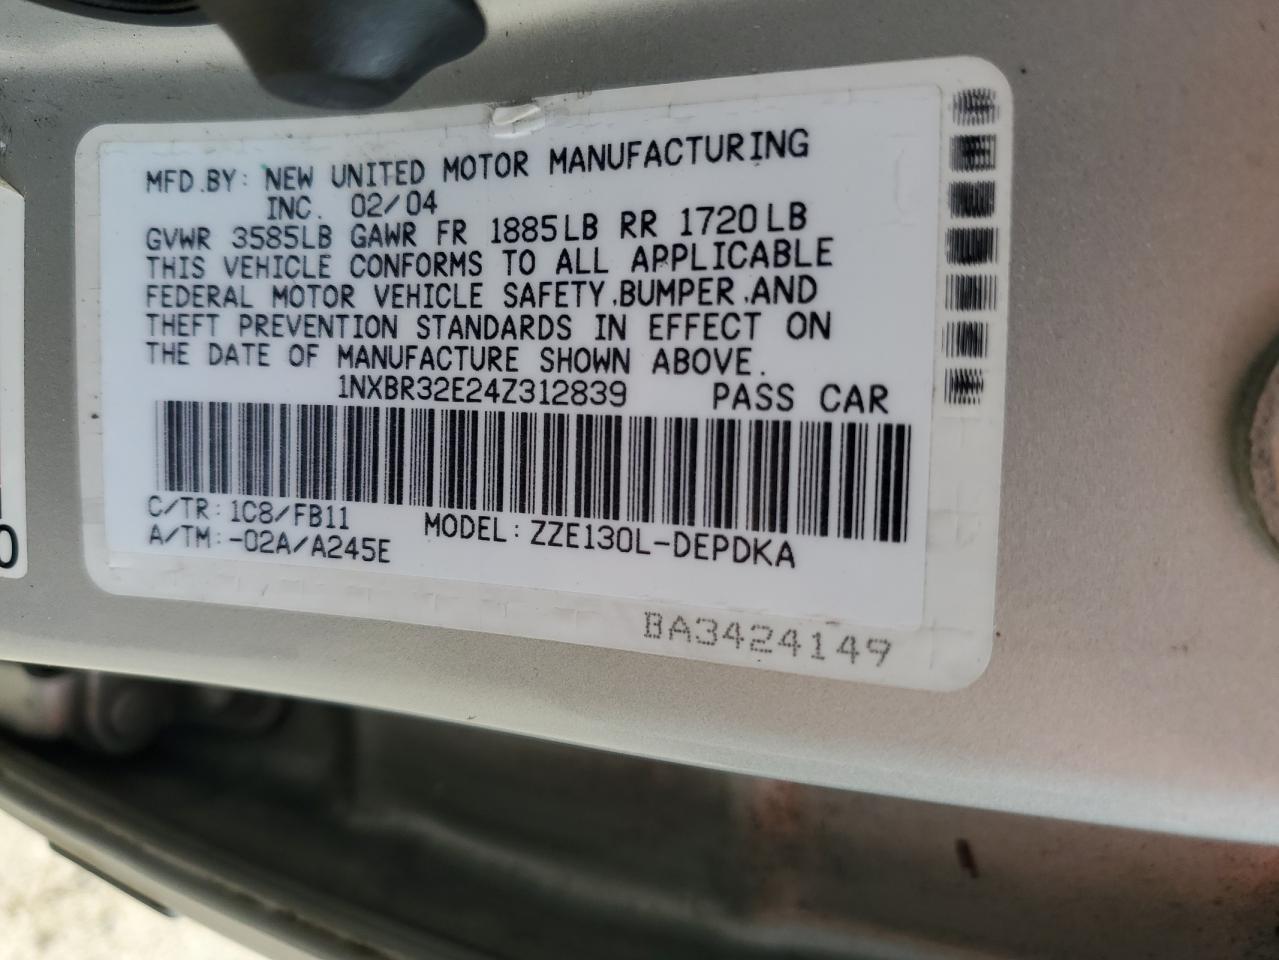 MFD.BY: NEW UNITED MOTOR MANUFACTURING
INC. 02/04
GVWR 3585LB GAWR FR 1885LB RR 1720LB
THIS VEHICLE CONFORMS TO ALL APPLICABLE
FEDERAL MOTOR VEHICLE SAFETY,BUMPER,AND
THEFT PREVENTION STANDARDS IN EFFECT ON
THE DATE OF MANUFACTURE SHOWN ABOVE.
1NXBR32E24Z312839 PASS CAR
C/TR: 1C8/FB11
MODEL: ZZE130L-DEPDKA
A/TM:-02A/A245E
BA3424149
0